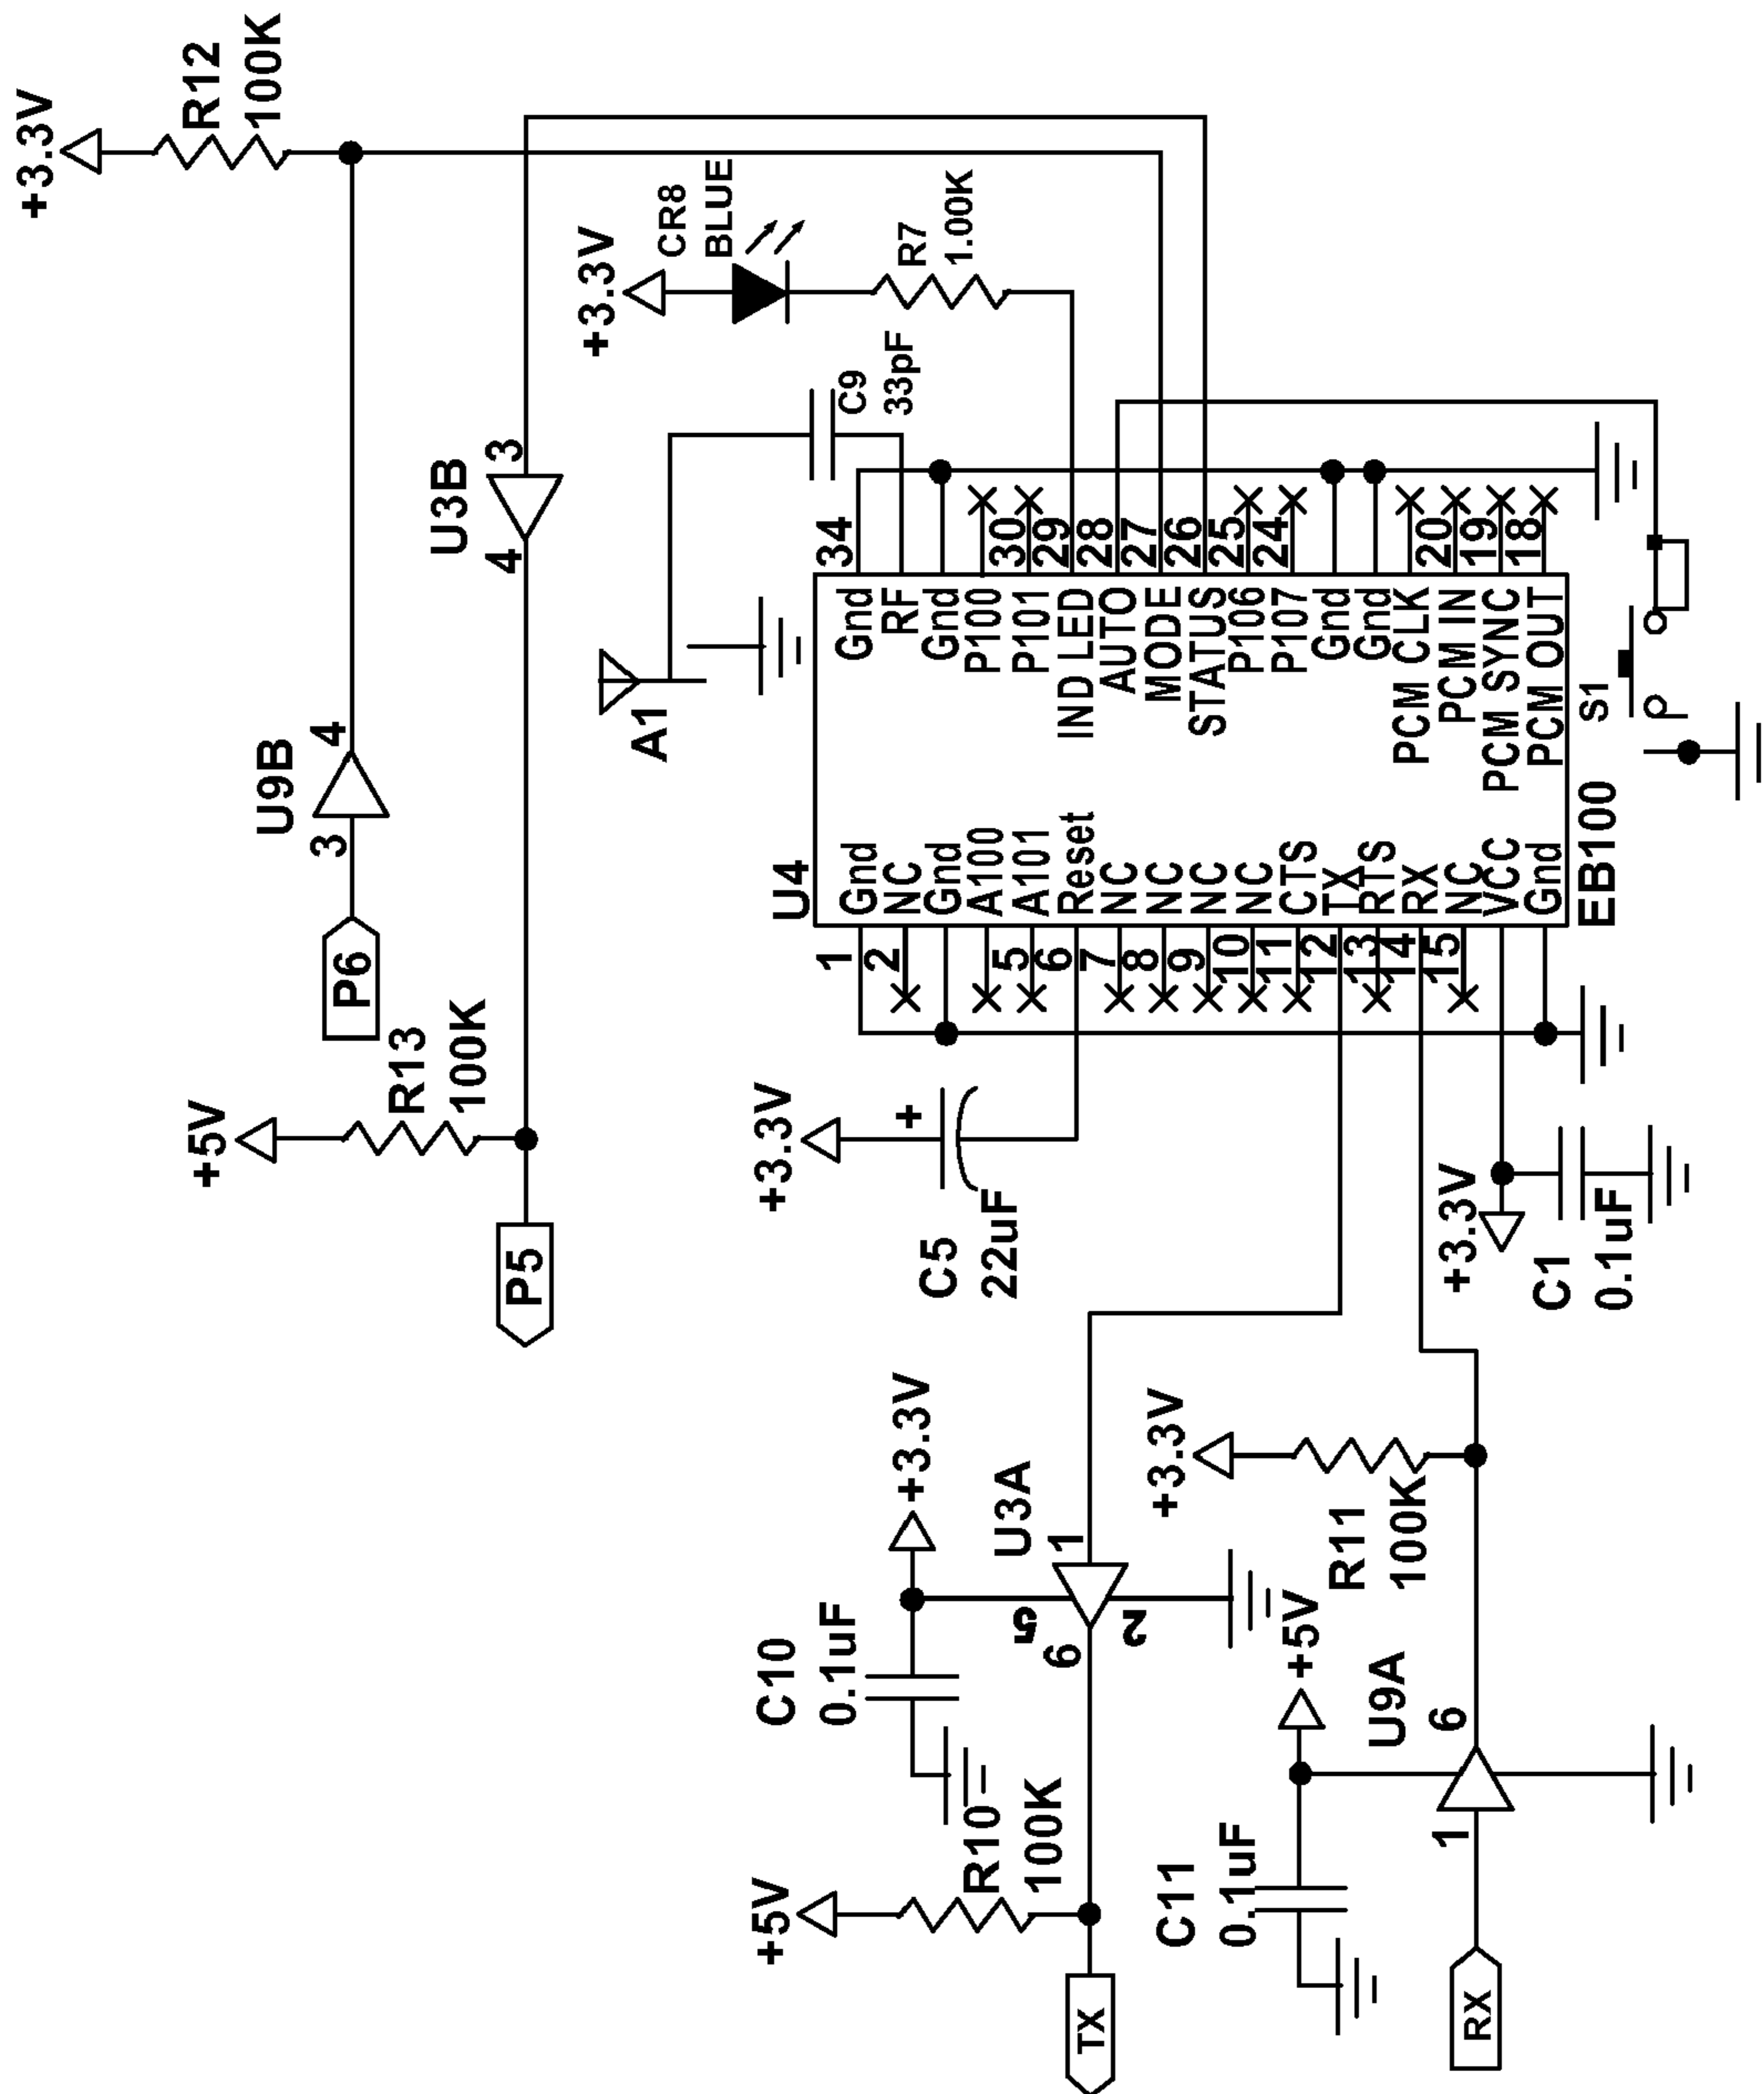 +3.3V
R12
100K
+3.3V
CR8
BLUE
R7
1.00K
C9
33pF
U3B
3
4
U9B
3
4
P6
A1
+5V
R13
100K
P5
U4
EB100
1
2
5
6
7
8
9
10
11
12
13
14
15
Gnd
NC
Gnd
A100
A101
Reset
NC
NC
NC
NC
CTS
TX
RTS
RX
NC
VCC
Gnd
Gnd
RF
Gnd
P100
P101
IND LED
AUTO
MODE
STATUS
P106
P107
Gnd
Gnd
PCM CLK
PCM IN
PCM SYNC
PCM OUT
34
30
29
28
27
26
25
24
20
19
18
S1
+3.3V
+
C5
22uF
+3.3V
C1
0.1uF
+3.3V
U3A
1
5
2
6
C10
0.1uF
+3.3V
R11
100K
+5V
R10
100K
TX
+5V
U9A
6
1
C11
0.1uF
RX